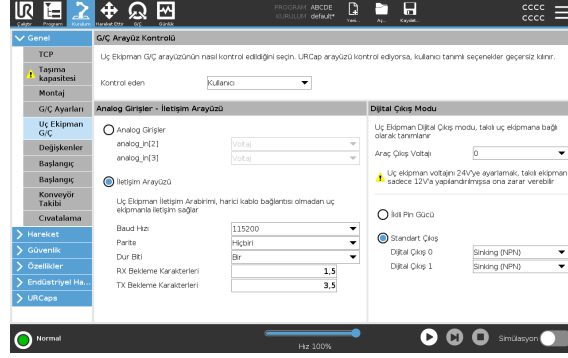 PROGRAM ABCDE
KURULUM default*
Çalıştır Program Kurulum Hareket Ettir G/Ç Günlük
Yeni... Aç... Kaydet...
CCCC
CCCC
Genel
TCP
Taşıma kapasitesi
Montaj
G/Ç Ayarları
Uç Ekipman G/Ç
Değişkenler
Başlangıç
Başlangıç
Konveyör Takibi
Cıvatalama
Hareket
Güvenlik
Özellikler
Endüstriyel Ha...
URCaps
G/Ç Arayüz Kontrolü
Uç Ekipman G/Ç arayüzünün nasıl kontrol edildiğini seçin. URCap arayüzü kontrol ediyorsa, kullanıcı tanımlı seçenekler geçersiz kılınır.
Kontrol eden Kullanıcı
Analog Girişler - İletişim Arayüzü
Analog Girişler
analog_in[2] Voltaj
analog_in[3] Voltaj
İletişim Arayüzü
Uç Ekipman İletişim Arabirimi, harici kablo bağlantısı olmadan uç
ekipmanla iletişim sağlar
Baud Hızı 115200
Parite Hiçbiri
Dur Biti Bir
RX Bekleme Karakterleri 1,5
TX Bekleme Karakterleri 3,5
Dijital Çıkış Modu
Uç Ekipman Dijital Çıkış modu, takılı uç ekipmana bağlı
olarak tanımlanır
Araç Çıkış Voltajı 0
Uç ekipman voltajını 24V'ye ayarlamak, takılı ekipman
sadece 12V'a yapılandırılmışsa ona zarar verebilir
İkili Pin Gücü
Standart Çıkış
Dijital Çıkış 0 Sinking (NPN)
Dijital Çıkış 1 Sinking (NPN)
Normal
Hız 100%
Simülasyon